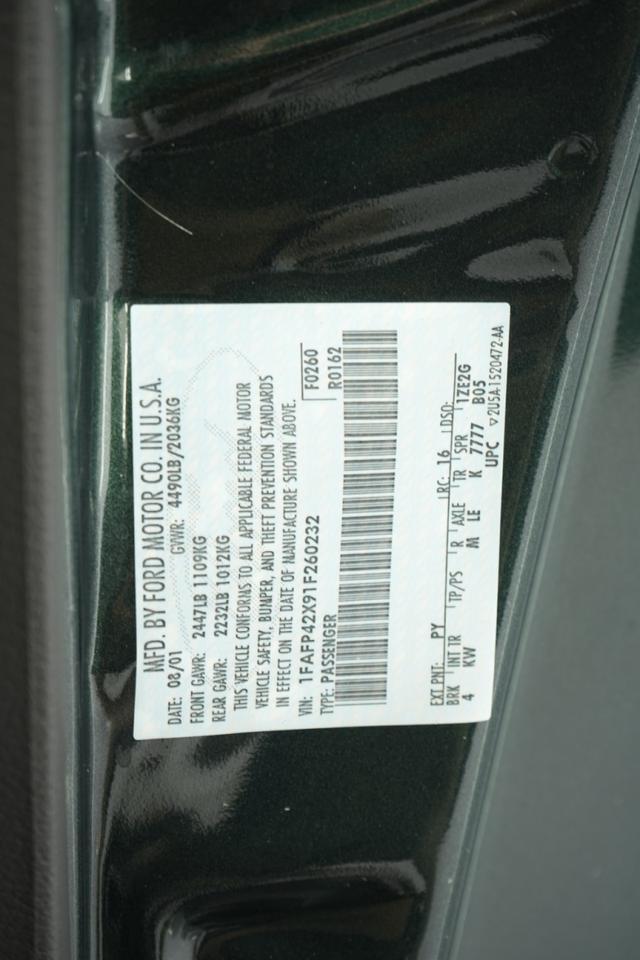 MFD. BY FORD MOTOR CO. IN U.S.A.
DATE: 08/01 GVWR: 4490LB/2036KG
FRONT GAWR: 2447LB 1109KG
REAR GAWR: 2232LB 1012KG
THIS VEHICLE CONFORMS TO ALL APPLICABLE FEDERAL MOTOR
VEHICLE SAFETY, BUMPER, AND THEFT PREVENTION STANDARDS
IN EFFECT ON THE DATE OF MANUFACTURE SHOWN ABOVE.
VIN: 1FAFP42X91F260232 F0260
TYPE: PASSENGER R0162
EXT PNT: PY RC: 16 DSO:
BRK INT TR TP/PS R AXLE TR SPR 1ZE2G
4 KW M LE K 7777 B05
UPC ▽2U5A-1520472-AA